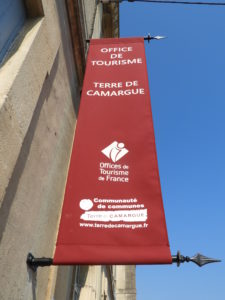 OFFICE
DE
TOURISME
TERRE DE
CAMARGUE
Offices de
Tourisme
de France
Communauté
de communes
Terre de CAMARGUE
www.terredecamargue.fr